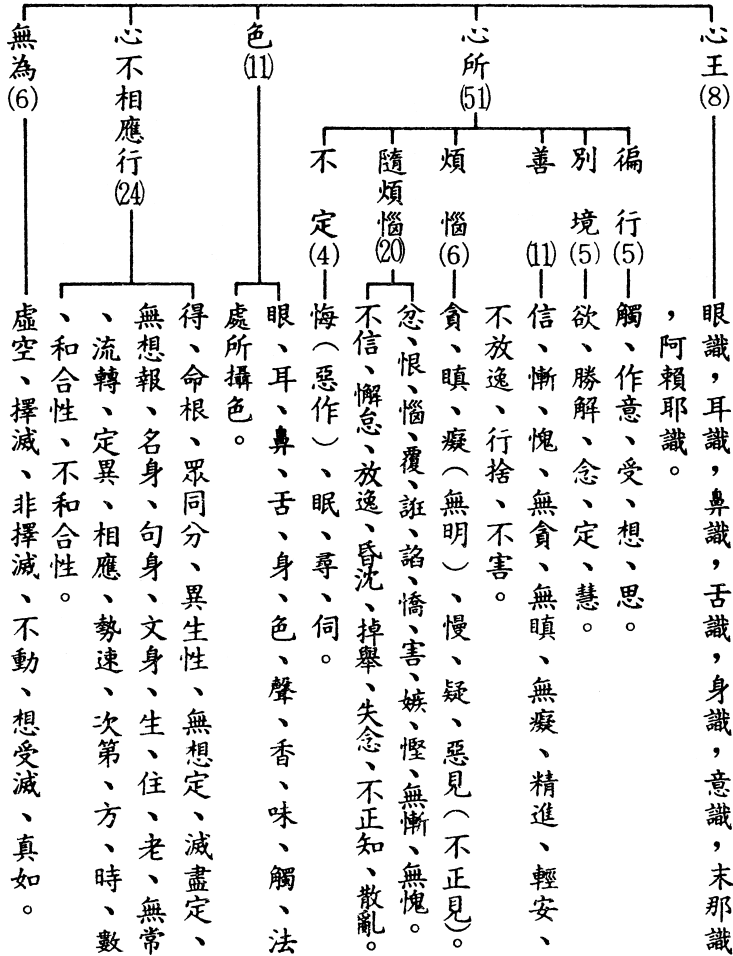 心王(8)
眼識，耳識，鼻識，舌識，身識，意識，末那識
，阿賴耶識。
心所(51)
徧行(5)
觸、作意、受、想、思。
別境(5)
欲、勝解、念、定、慧。
善(11)
信、慚、愧、無貪、無瞋、無癡、精進、輕安、
不放逸、行捨、不害。
煩惱(6)
貪、瞋、癡（無明）、慢、疑、惡見（不正見）。
隨煩惱(20)
忿、恨、惱、覆、誑、諂、憍、害、嫉、慳、無慚、無愧。
不信、懈怠、放逸、昏沈、掉舉、失念、不正知、散亂。
不定(4)
悔（惡作）、眠、尋、伺。
色(11)
眼、耳、鼻、舌、身、色、聲、香、味、觸、法
處所攝色。
心不相應行(24)
得、命根、眾同分、異生性、無想定、滅盡定、
無想報、名身、句身、文身、生、住、老、無常
、流轉、定異、相應、勢速、次第、方、時、數
、和合性、不和合性。
無為(6)
虛空、擇滅、非擇滅、不動、想受滅、真如。